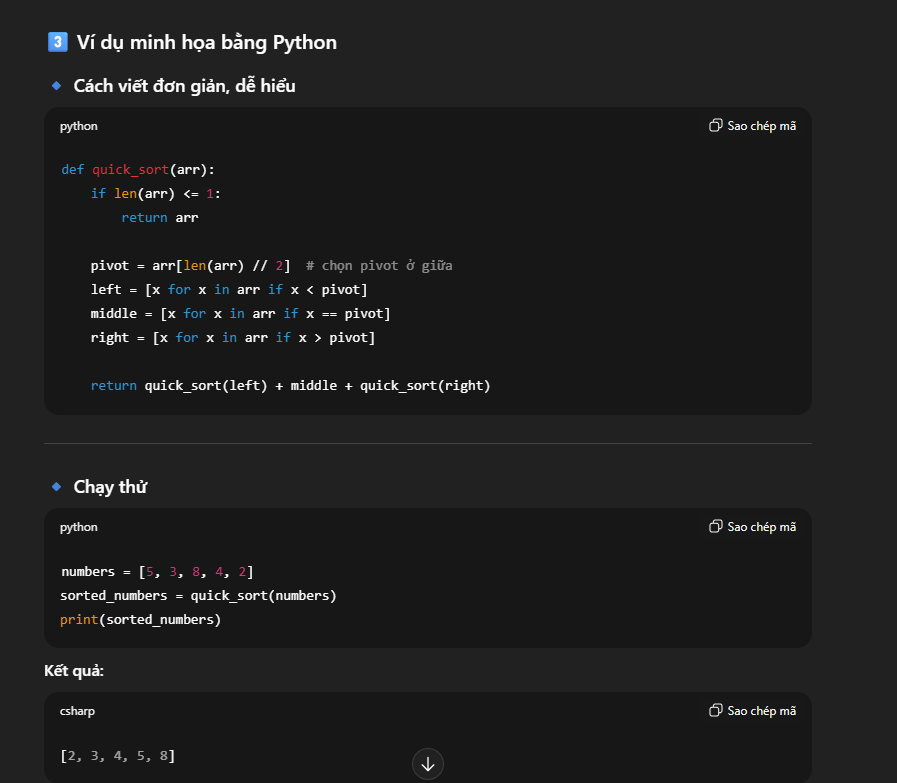 3 Ví dụ minh họa bằng Python
Cách viết đơn giản, dễ hiểu
python
Sao chép mã
def quick_sort(arr):
    if len(arr) <= 1:
        return arr

    pivot = arr[len(arr) // 2]  # chọn pivot ở giữa
    left = [x for x in arr if x < pivot]
    middle = [x for x in arr if x == pivot]
    right = [x for x in arr if x > pivot]

    return quick_sort(left) + middle + quick_sort(right)
Chạy thử
python
Sao chép mã
numbers = [5, 3, 8, 4, 2]
sorted_numbers = quick_sort(numbers)
print(sorted_numbers)
Kết quả:
csharp
Sao chép mã
[2, 3, 4, 5, 8]